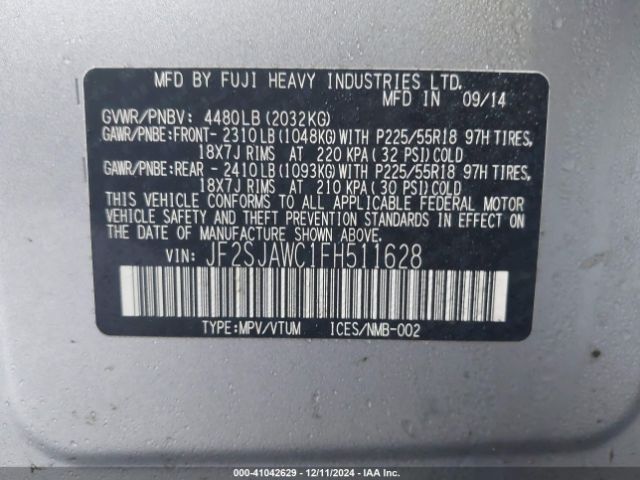 MFD BY FUJI HEAVY INDUSTRIES LTD.
MFD IN 09/14
GVWR/PNBV: 4480LB(2032KG)
GAWR/PNBE:FRONT- 2310LB(1048KG)WITH P225/55R18 97H TIRES,
18X7J RIMS AT 220 KPA(32 PSI)COLD
GAWR/PNBE:REAR - 2410LB(1093KG)WITH P225/55R18 97H TIRES,
18X7J RIMS AT 210 KPA(30 PSI)COLD
THIS VEHICLE CONFORMS TO ALL APPLICABLE FEDERAL MOTOR
VEHICLE SAFETY AND THEFT PREVENTION STANDARDS IN EFFECT
ON THE DATE OF MANUFACTURE SHOWN ABOVE.
VIN: JF2SJAWC1FH511628
TYPE:MPV/VTUM ICES/NMB-002
000-41042629 - 12/11/2024 - IAA Inc.